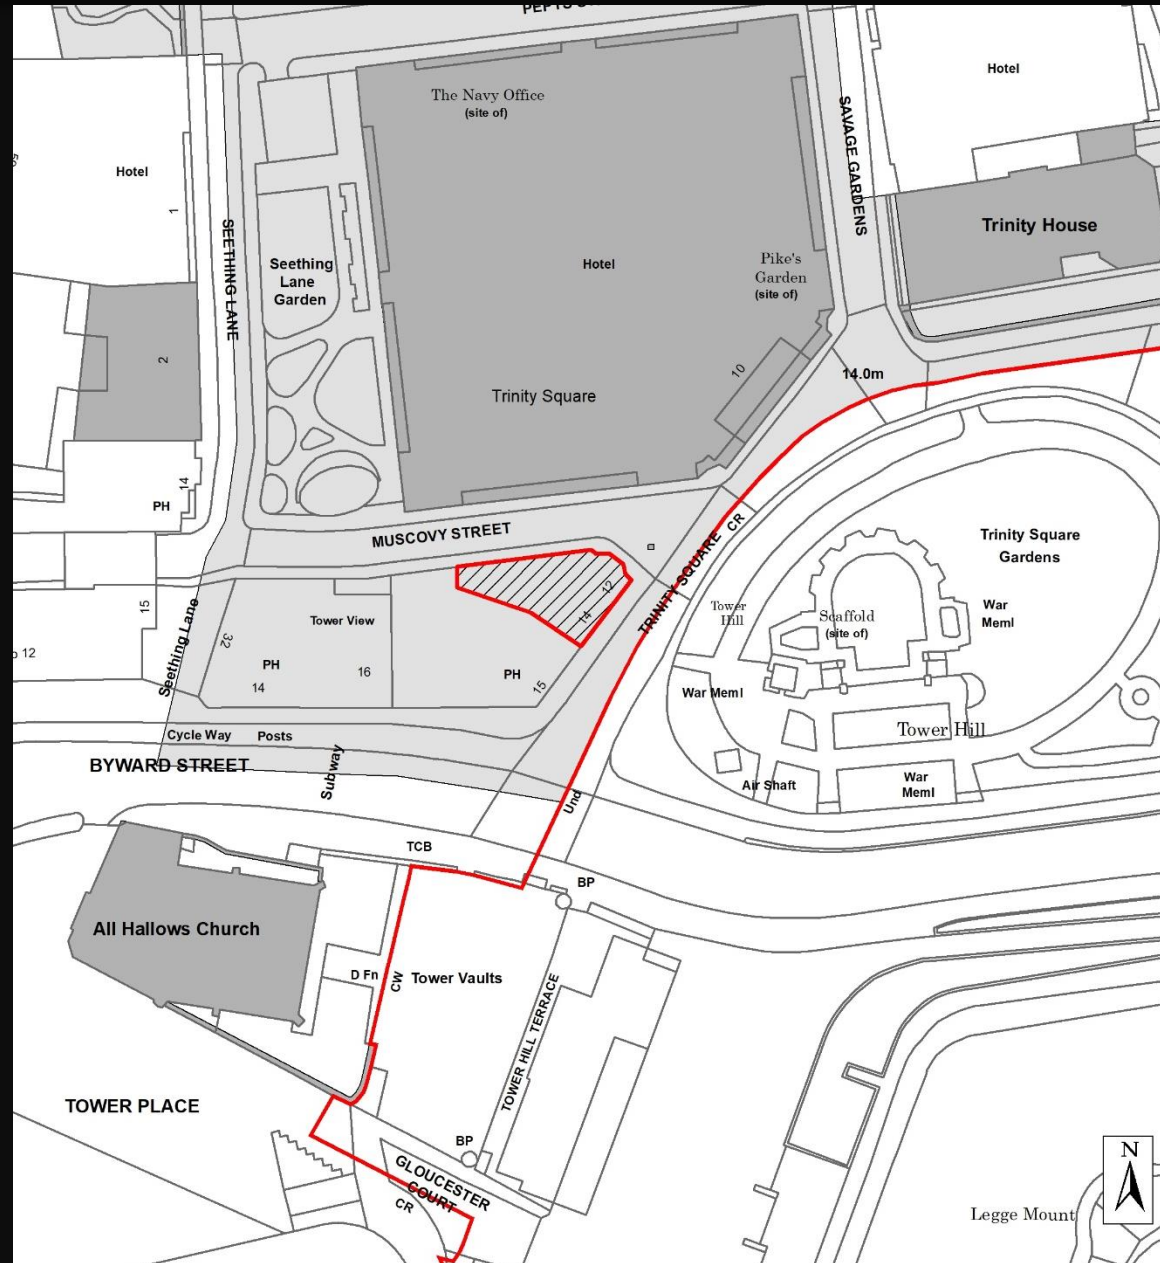 Hotel
The Navy Office
(site of)
SAVAGE GARDENS
Hotel
1
SEETHING LANE
Trinity House
Seething
Lane
Garden
Hotel
Pike's
Garden
(site of)
2
10
14.0m
Trinity Square
14
PH
MUSCOVY STREET
CR
TRINITY SQUARE
Trinity Square
Gardens
12
14
15
Seething Lane
Tower View
Tower
Hill
Scaffold
(site of)
War
Meml
32
12
PH
14
16
PH
15
War Meml
Tower Hill
Cycle Way
Posts
BYWARD STREET
Subway
Und
Air Shaft
War
Meml
TCB
BP
All Hallows Church
D Fn
CW
Tower Vaults
TOWER HILL TERRACE
TOWER PLACE
BP
GLOUCESTER
COURT
CR
N
Legge Mount